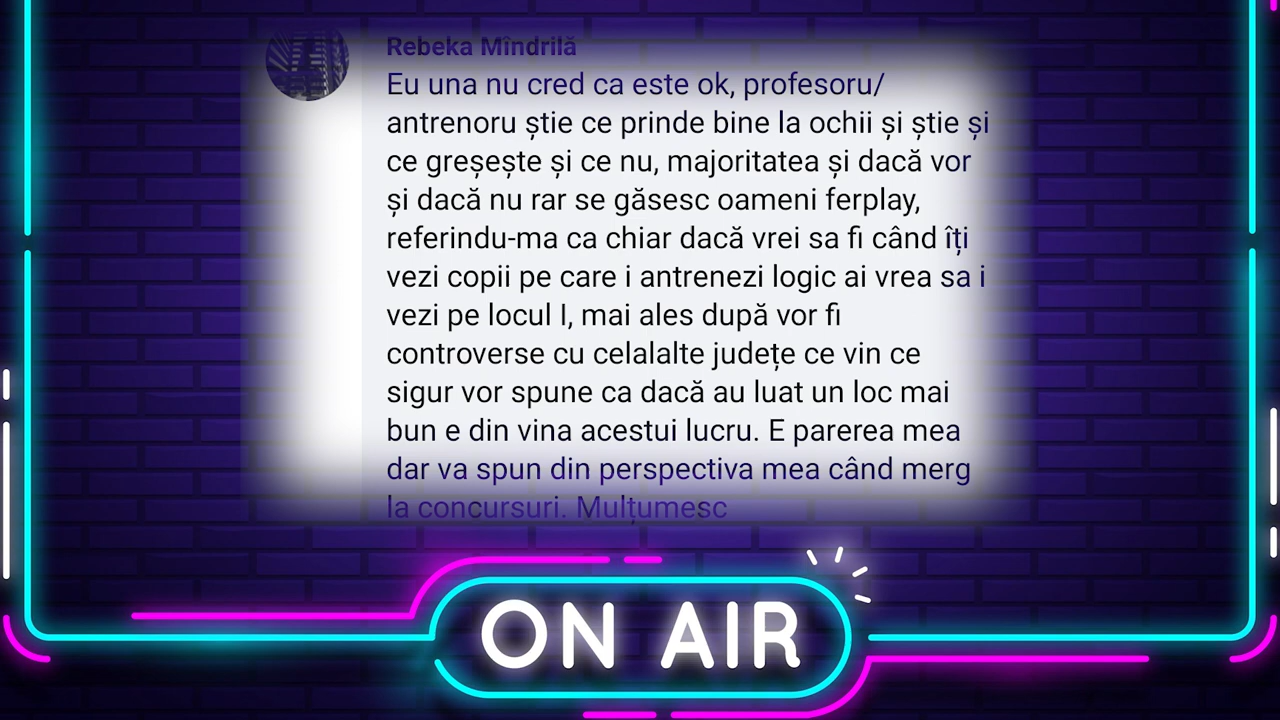 Rebeka Mîndrilă
Eu una nu cred ca este ok, profesoru/
antrenoru știe ce prinde bine la ochii și știe și
ce greșește și ce nu, majoritatea și dacă vor
și dacă nu rar se găsesc oameni ferplay,
referindu-ma ca chiar dacă vrei sa fi când îți
vezi copii pe care i antrenezi logic ai vrea sa i
vezi pe locul I, mai ales după vor fi
controverse cu celalalte județe ce vin ce
sigur vor spune ca dacă au luat un loc mai
bun e din vina acestui lucru. E parerea mea
dar va spun din perspectiva mea când merg
la concursuri. Mulțumesc
ON AIR